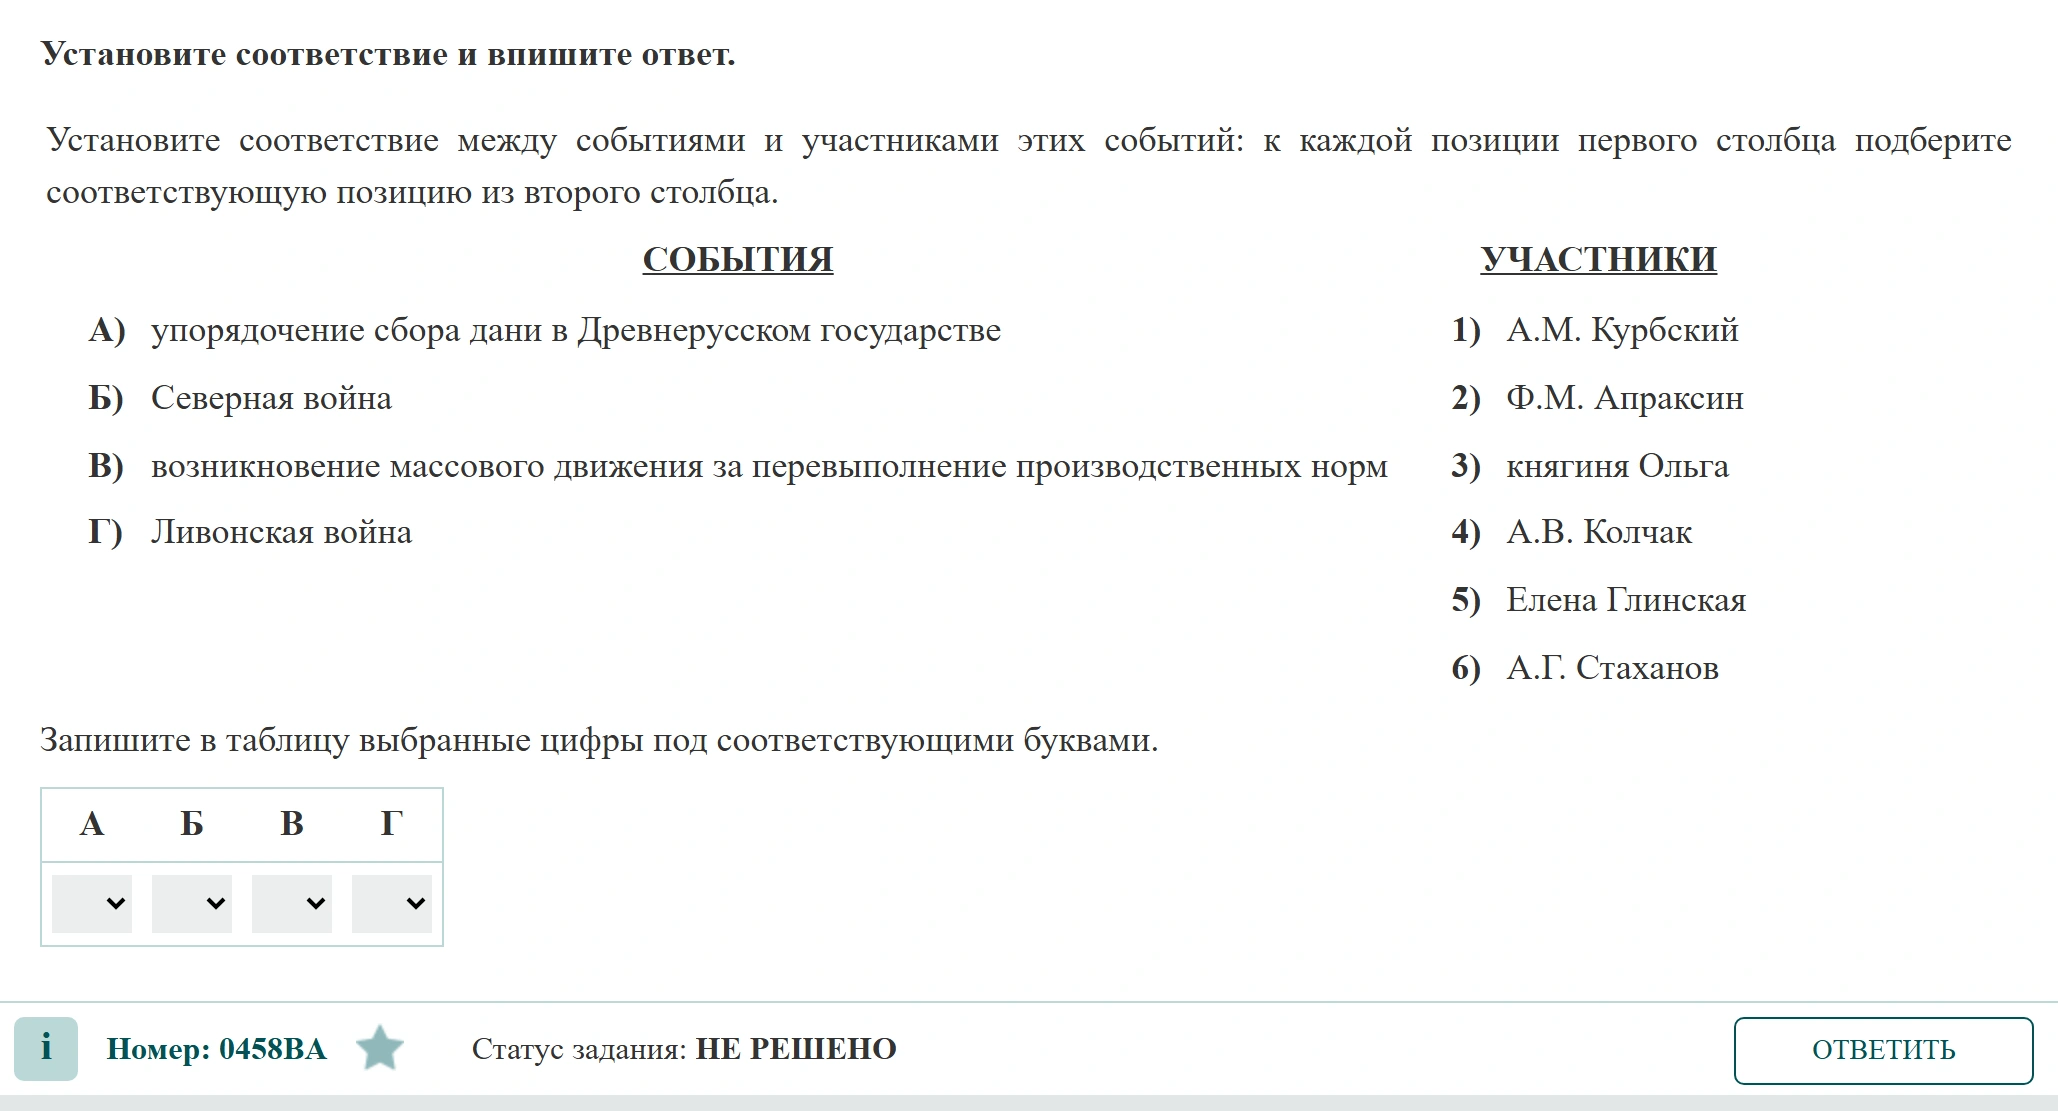 Установите соответствие и впишите ответ.
Установите соответствие между событиями и участниками этих событий: к каждой позиции первого столбца подберите
соответствующую позицию из второго столбца.
СОБЫТИЯ УЧАСТНИКИ
А) упорядочение сбора дани в Древнерусском государстве 1) А.М. Курбский
Б) Северная война 2) Ф.М. Апраксин
В) возникновение массового движения за перевыполнение производственных норм 3) княгиня Ольга
Г) Ливонская война 4) А.В. Колчак
5) Елена Глинская
6) А.Г. Стаханов
Запишите в таблицу выбранные цифры под соответствующими буквами.
А Б В Г
i Номер: 0458BA Статус задания: НЕ РЕШЕНО ОТВЕТИТЬ